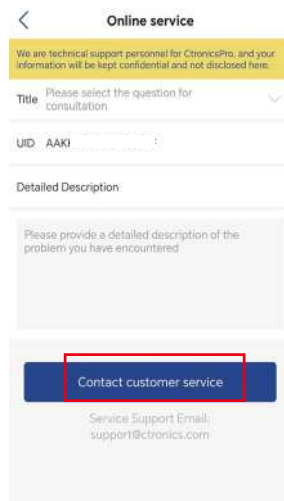 Online service
We are technical support personnel for CtronicsPro, and your
information will be kept confidential and not disclosed here.
Title Please select the question for
consultation
UID AAKI
Detailed Description
Please provide a detailed description of the
problem you have encountered
Contact customer service
Service Support Email:
support@ctronics.com